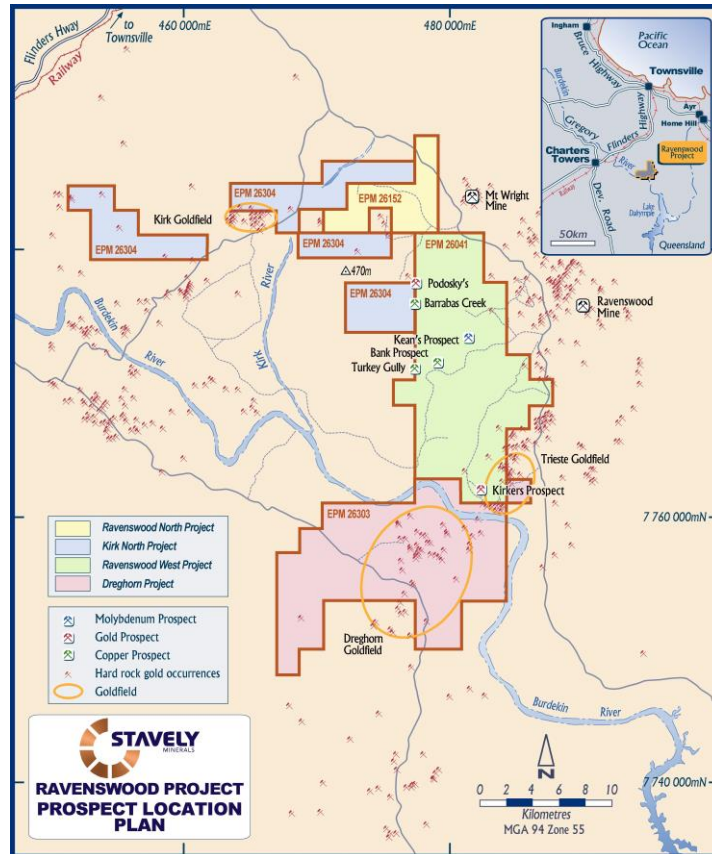 460 000mE
480 000mE
Flinders Hway
to
Townsville
Railway
Ingham
Bruce Highway
Pacific
Ocean
Townsville
Burdekin
Ayr
Home Hill
Gregory
Flinders
Highway
Charters
Towers
River
Ravenswood
Project
Railway
Dev. Road
Lake
Dalrymple
50km
Queensland
EPM 26304
EPM 26152
Mt Wright
Mine
Kirk Goldfield
EPM 26304
EPM 26304
EPM 26041
470m
EPM 26304
Podosky's
Barrabas Creek
Ravenswood
Mine
Kirk
River
Burdekin
River
Kean's Prospect
Bank Prospect
Turkey Gully
Trieste Goldfield
Kirkers Prospect
EPM 26303
7 760 000mN
Dreghorn
Goldfield
Ravenswood North Project
Kirk North Project
Ravenswood West Project
Dreghorn Project
Molybdenum Prospect
Gold Prospect
Copper Prospect
Hard rock gold occurrences
Goldfield
Burdekin
River
STAVELY
MINERALS
RAVENSWOOD PROJECT
PROSPECT LOCATION
PLAN
N
7 740 000mN
0 2 4 6 8 10
Kilometres
MGA 94 Zone 55